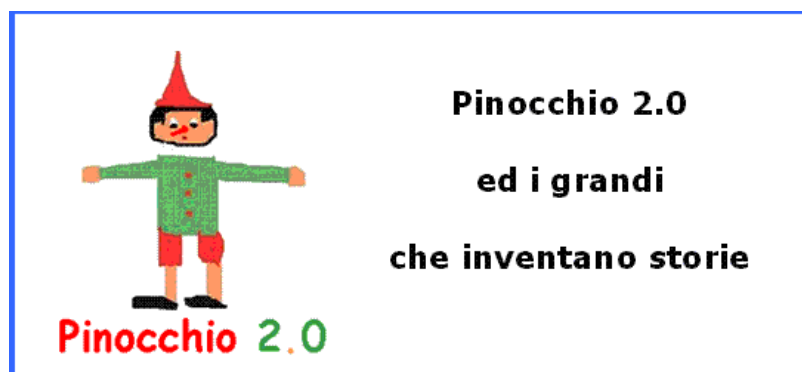 Pinocchio 2.0
ed i grandi
che inventano storie
Pinocchio 2.0